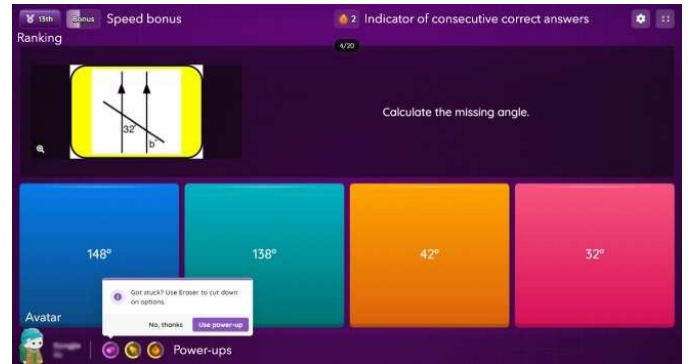 13th
Bonus
Speed bonus
2
Indicator of consecutive correct answers
Ranking
4/20
32°
b°
Calculate the missing angle.
148°
138°
42°
32°
Got stuck? Use Eraser to cut down
on options.
No, thanks
Use power-up
Avatar
Power-ups